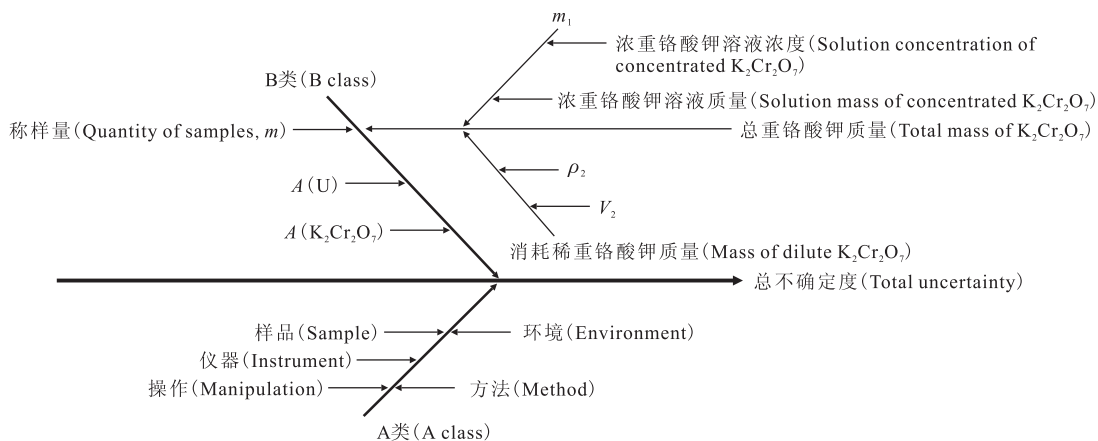 m₁
浓重铬酸钾溶液浓度(Solution concentration of
concentrated K₂Cr₂O₇)
B类(B class)
浓重铬酸钾溶液质量(Solution mass of concentrated K₂Cr₂O₇)
称样量(Quantity of samples, m)
总重铬酸钾质量(Total mass of K₂Cr₂O₇)
ρ₂
A(U)
V₂
A(K₂Cr₂O₇)
消耗稀重铬酸钾质量(Mass of dilute K₂Cr₂O₇)
总不确定度(Total uncertainty)
样品(Sample)
环境(Environment)
仪器(Instrument)
操作(Manipulation)
方法(Method)
A类(A class)